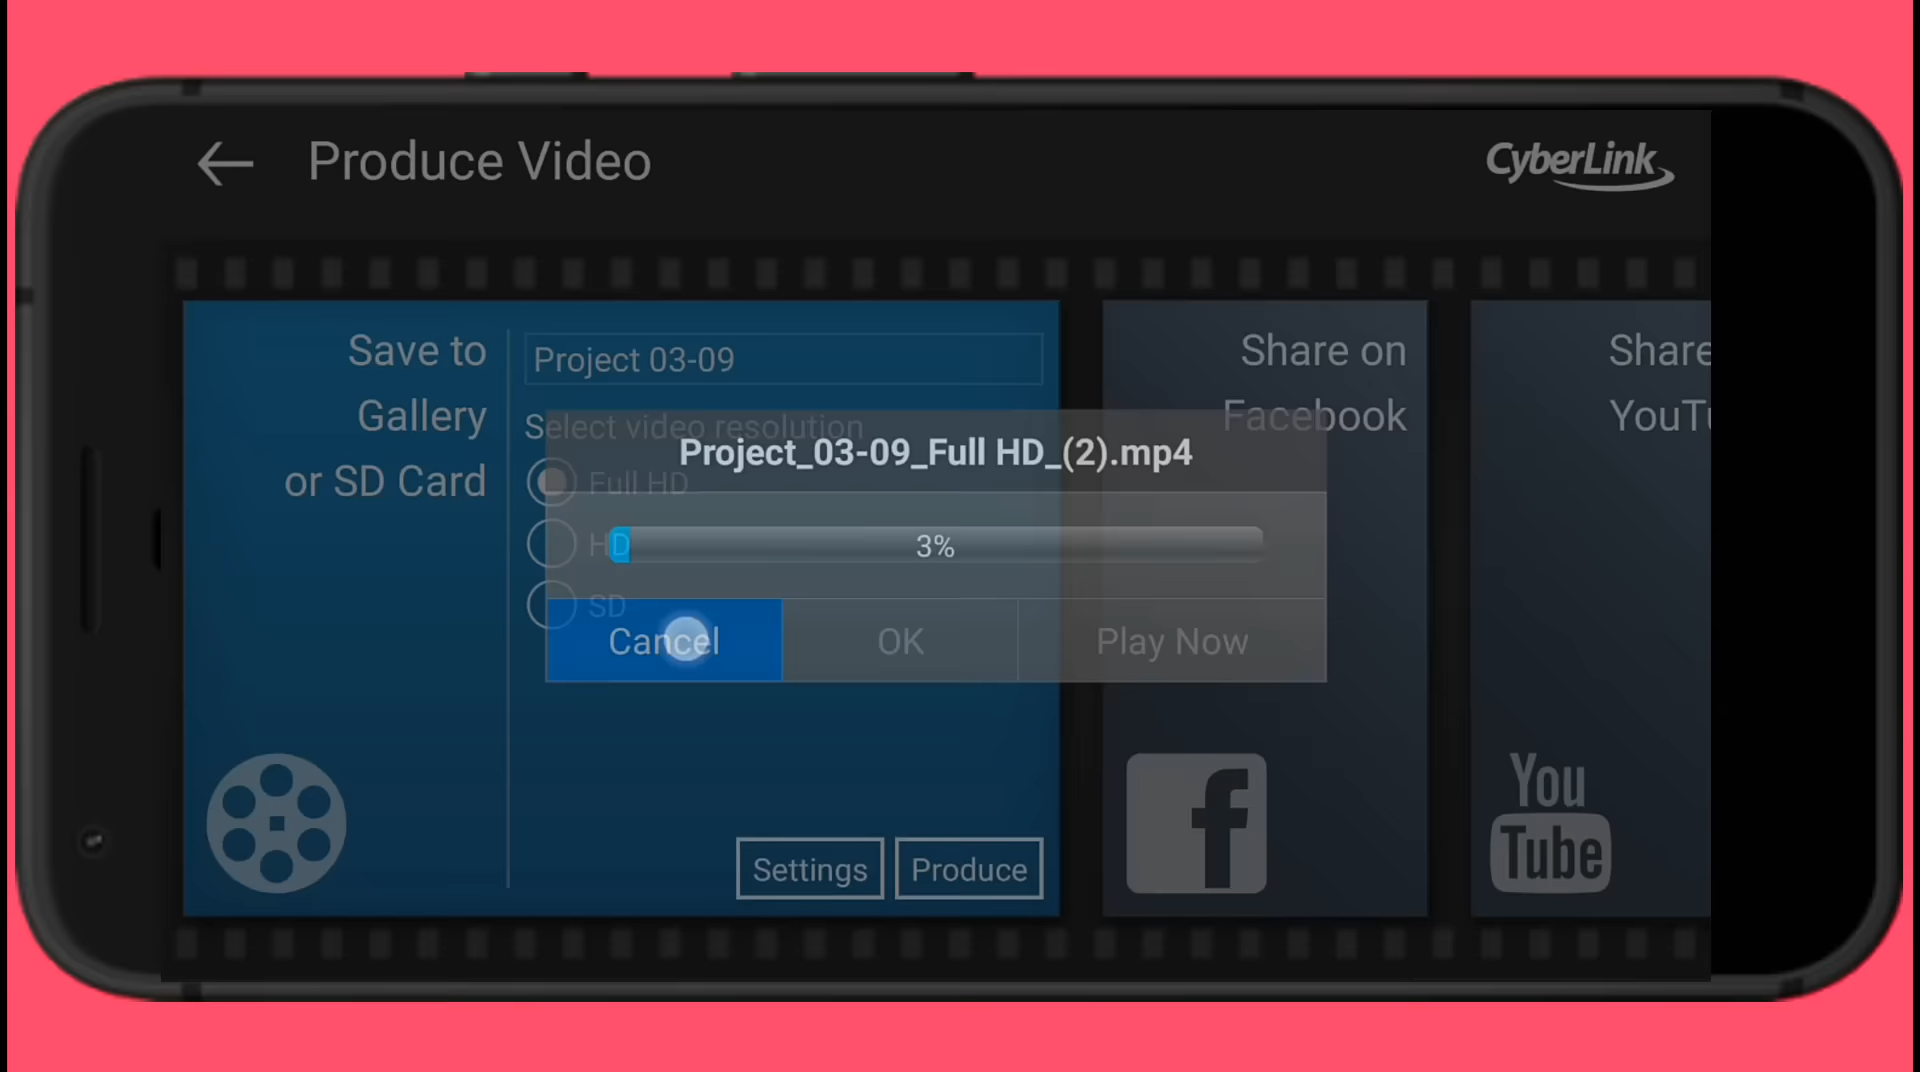 Produce Video
CyberLink
Save to
Gallery
or SD Card
Project 03-09
Select video resolution
Full HD
HD
SD
Project_03-09_Full HD_(2).mp4
3%
Cancel
OK
Play Now
Settings
Produce
Share on
Facebook
f
Share
YouTu
You
Tube